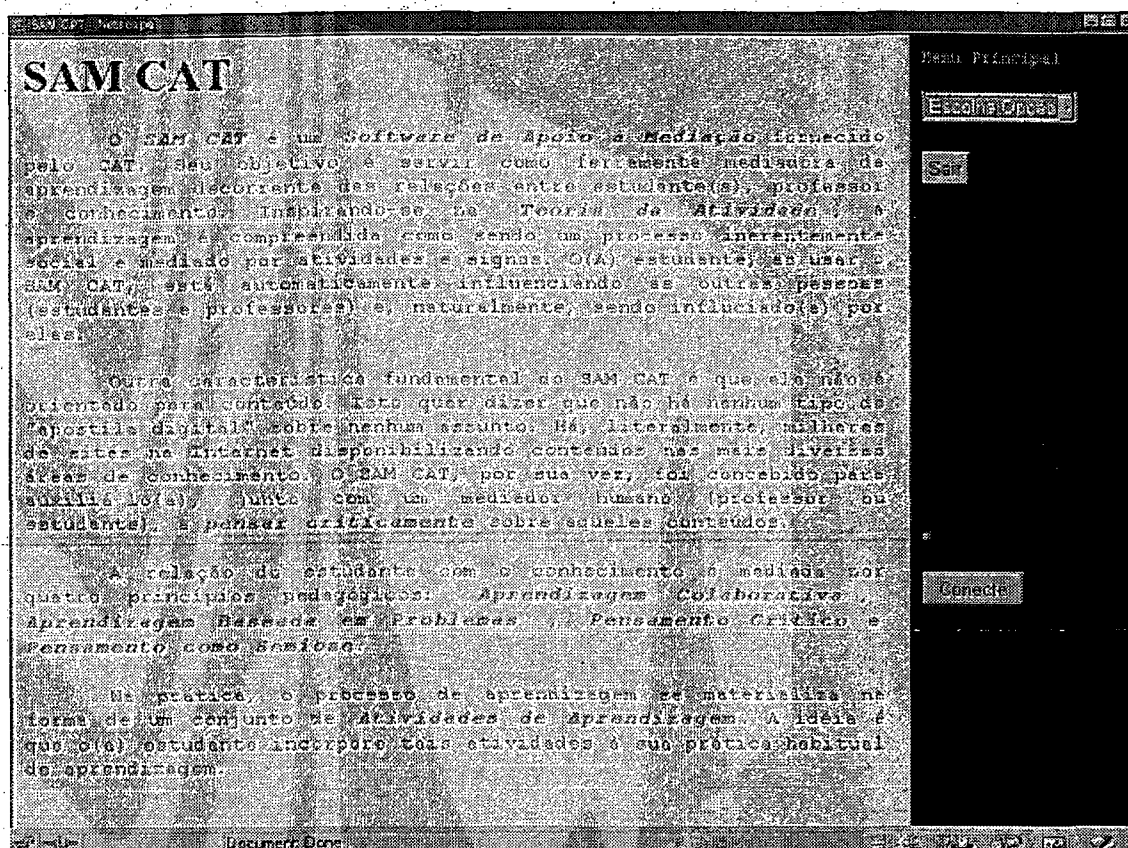 SAM CAT - Netscape
SAM CAT
O SAM CAT é um Software de Apoio à Mediação fornecido
pelo CAT. Seu objetivo é servir como ferramente mediadora da
aprendizagem decorrente das relações entre estudante(s), professor
e conhecimento. Inspirando-se na Teoria da Atividade, a
aprendizagem é compreendida como sendo um processo inerentemente
social e mediado por atividades e signos. O(A) estudante, ao usar o
SAM CAT, está automaticamente influenciando as outras pessoas
(estudantes e professores) e, naturalmente, sendo influciado(a) por
elas.
Outra característica fundamental do SAM CAT é que ele não é
orientado para conteúdo. Isto quer dizer que não há nenhum tipo de
"apostila digital" sobre nenhum assunto. Há, literalmente, milhares
de sites na Internet disponibilizando conteúdos nas mais diversas
áreas de conhecimento. O SAM CAT, por sua vez, foi concebido para
auxiliá-lo(a), junto com um mediador humano (professor ou
estudante), a pensar criticamente sobre aqueles conteúdos.
A relação do estudante com o conhecimento é mediada por
quatro princípios pedagógicos: Aprendizagem Colaborativa,
Aprendizagem Baseada em Problemas, Pensamento Crítico e
Pensamento como Semiose.
Na prática, o processo de aprendizagem se materializa na
forma de um conjunto de Atividades de Aprendizagem. A idéia é
que o(a) estudante incorpore tais atividades à sua prática habitual
de aprendizagem.
Menu Principal
Escolha Opcao
Sair
Conecte
Document: Done